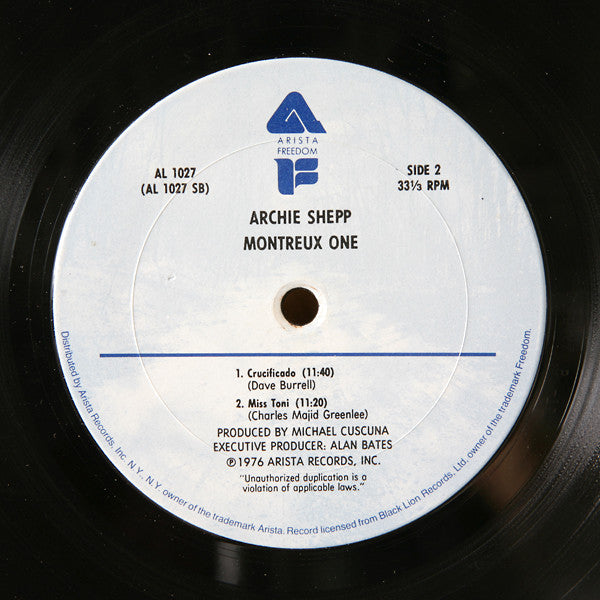 ARISTA
FREEDOM
AL 1027
(AL 1027 SB)
SIDE 2
33⅓ RPM
ARCHIE SHEPP
MONTREUX ONE
1. Crucificado (11:40)
(Dave Burrell)
2. Miss Toni (11:20)
(Charles Majid Greenlee)
PRODUCED BY MICHAEL CUSCUNA
EXECUTIVE PRODUCER: ALAN BATES
℗1976 ARISTA RECORDS, INC.
"Unauthorized duplication is a
violation of applicable laws."
Distributed by Arista Records, Inc. N.Y., N.Y. owner of the trademark Arista. Record licensed from Black Lion Records, Ltd. owner of the trademark Freedom.